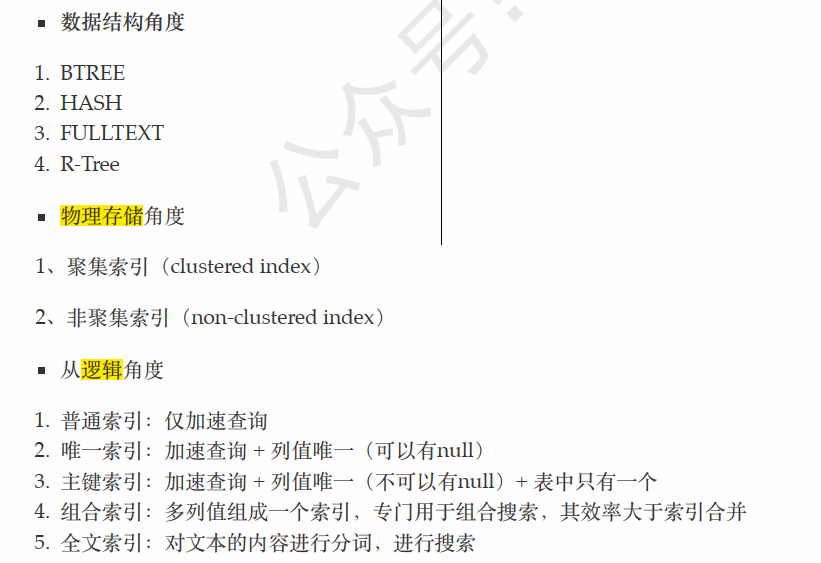 ▪ 数据结构角度
1. BTREE
2. HASH
3. FULLTEXT
4. R-Tree
▪ 物理存储角度
1、聚集索引（clustered index）
2、非聚集索引（non-clustered index）
▪ 从逻辑角度
1. 普通索引：仅加速查询
2. 唯一索引：加速查询 + 列值唯一（可以有null）
3. 主键索引：加速查询 + 列值唯一（不可以有null）+ 表中只有一个
4. 组合索引：多列值组成一个索引，专门用于组合搜索，其效率大于索引合并
5. 全文索引：对文本的内容进行分词，进行搜索
公众号：